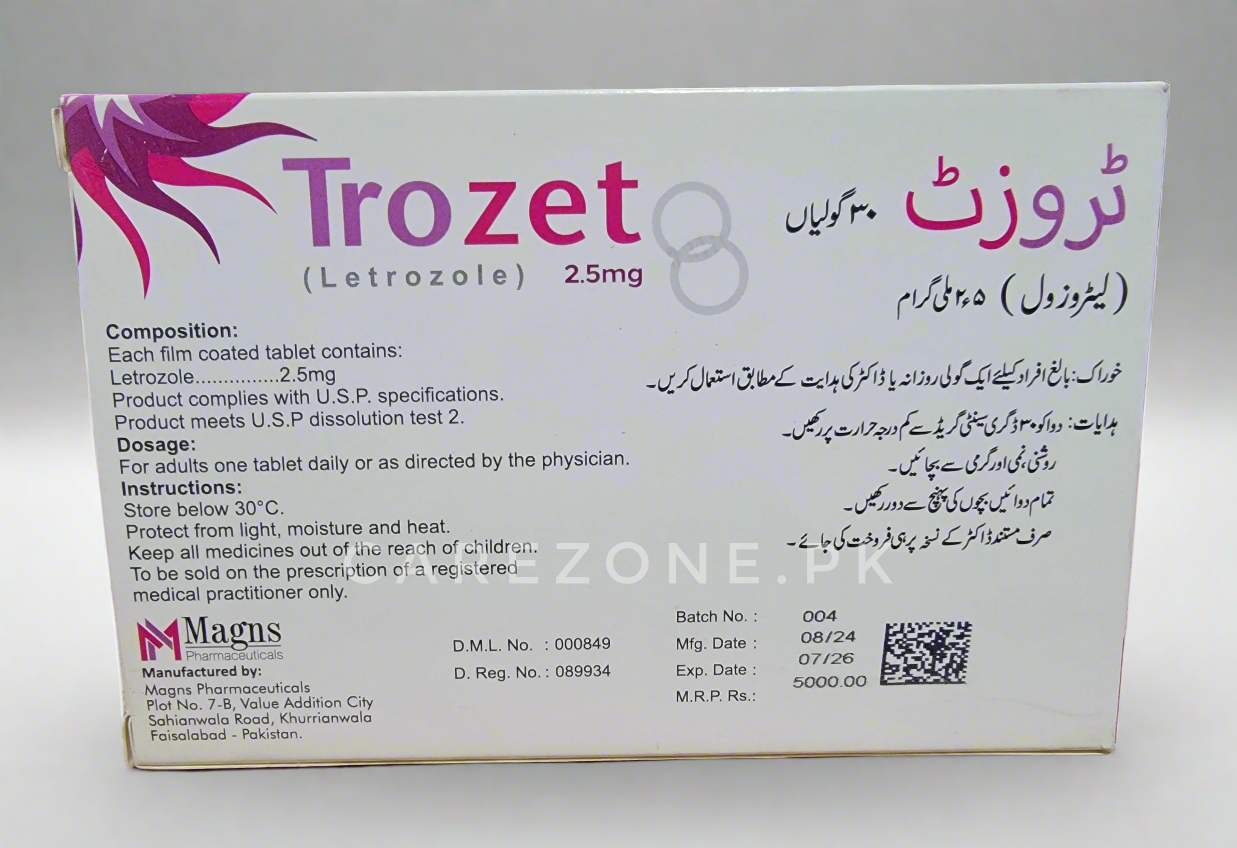 Trozet
(Letrozole) 2.5mg
ٹروزٹ ۳۰ گولیاں
(لیٹروزول) ۲ء۵ ملی گرام
Composition:
Each film coated tablet contains:
Letrozole...............2.5mg
Product complies with U.S.P. specifications.
Product meets U.S.P dissolution test 2.
Dosage:
For adults one tablet daily or as directed by the physician.
Instructions:
Store below 30°C.
Protect from light, moisture and heat.
Keep all medicines out of the reach of children.
To be sold on the prescription of a registered
medical practitioner only.
خوراک: بالغ افراد کیلئے ایک گولی روزانہ یا ڈاکٹر کی ہدایت کے مطابق استعمال کریں۔
ہدایات: دوا کو ۳۰ ڈگری سینٹی گریڈ سے کم درجہ حرارت پر رکھیں۔
روشنی، نمی اور گرمی سے بچائیں۔
تمام دوائیں بچوں کی پہنچ سے دور رکھیں۔
صرف مستند ڈاکٹر کے نسخہ پر ہی فروخت کی جائے۔
CAREZONE.PK
Magns
Pharmaceuticals
Manufactured by:
Magns Pharmaceuticals
Plot No. 7-B, Value Addition City
Sahianwala Road, Khurrianwala
Faisalabad - Pakistan.
D.M.L. No. : 000849
D. Reg. No. : 089934
Batch No. : 004
Mfg. Date : 08/24
Exp. Date : 07/26
M.R.P. Rs.: 5000.00